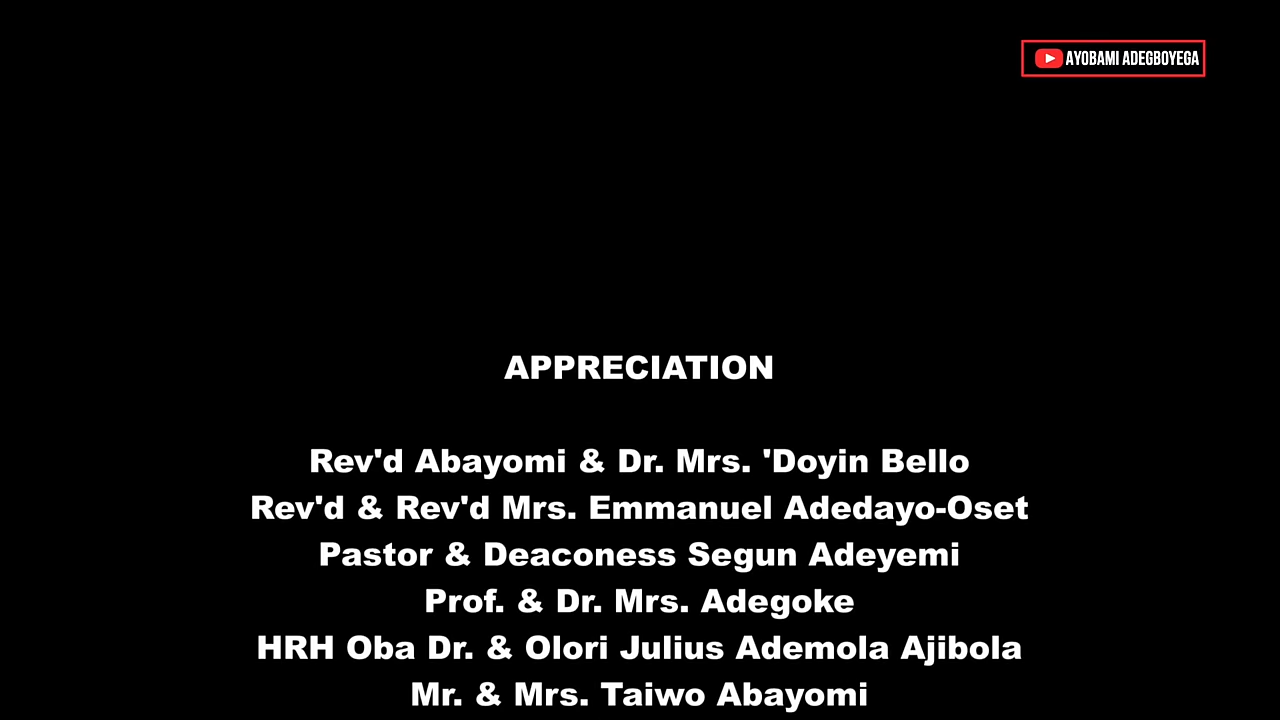 AYOBAMI ADEGBOYEGA
APPRECIATION
Rev'd Abayomi & Dr. Mrs. 'Doyin Bello
Rev'd & Rev'd Mrs. Emmanuel Adedayo-Oset
Pastor & Deaconess Segun Adeyemi
Prof. & Dr. Mrs. Adegoke
HRH Oba Dr. & Olori Julius Ademola Ajibola
Mr. & Mrs. Taiwo Abayomi